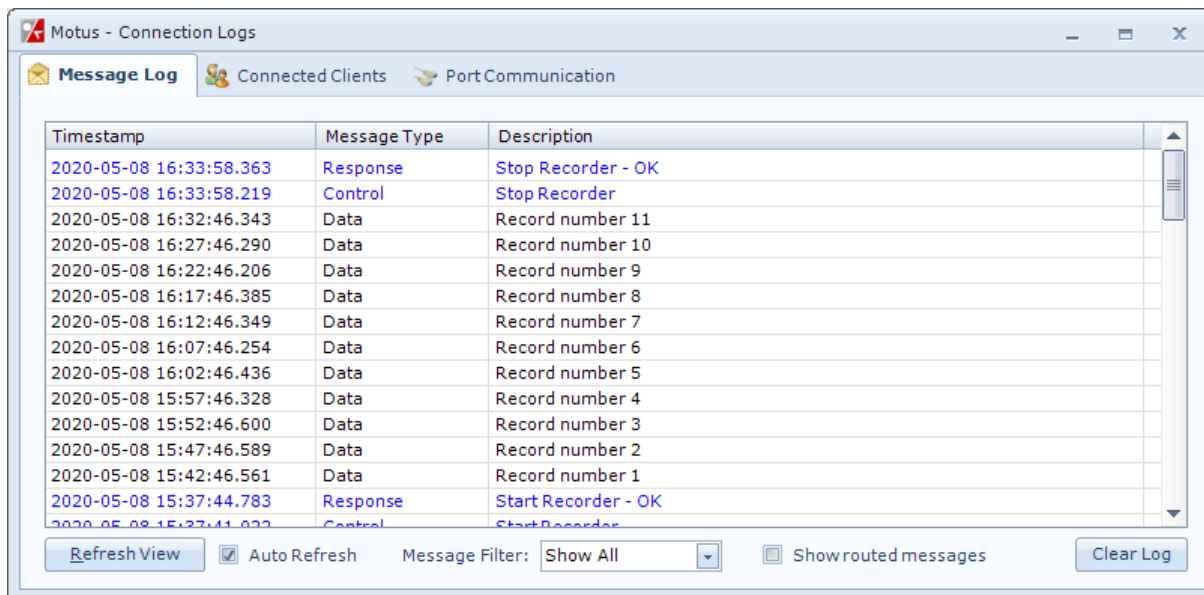 Motus - Connection Logs
Message Log Connected Clients Port Communication
Timestamp Message Type Description
2020-05-08 16:33:58.363 Response Stop Recorder - OK
2020-05-08 16:33:58.219 Control Stop Recorder
2020-05-08 16:32:46.343 Data Record number 11
2020-05-08 16:27:46.290 Data Record number 10
2020-05-08 16:22:46.206 Data Record number 9
2020-05-08 16:17:46.385 Data Record number 8
2020-05-08 16:12:46.349 Data Record number 7
2020-05-08 16:07:46.254 Data Record number 6
2020-05-08 16:02:46.436 Data Record number 5
2020-05-08 15:57:46.328 Data Record number 4
2020-05-08 15:52:46.600 Data Record number 3
2020-05-08 15:47:46.589 Data Record number 2
2020-05-08 15:42:46.561 Data Record number 1
2020-05-08 15:37:44.783 Response Start Recorder - OK
Control Start Recorder
Refresh View Auto Refresh Message Filter: Show All Show routed messages Clear Log